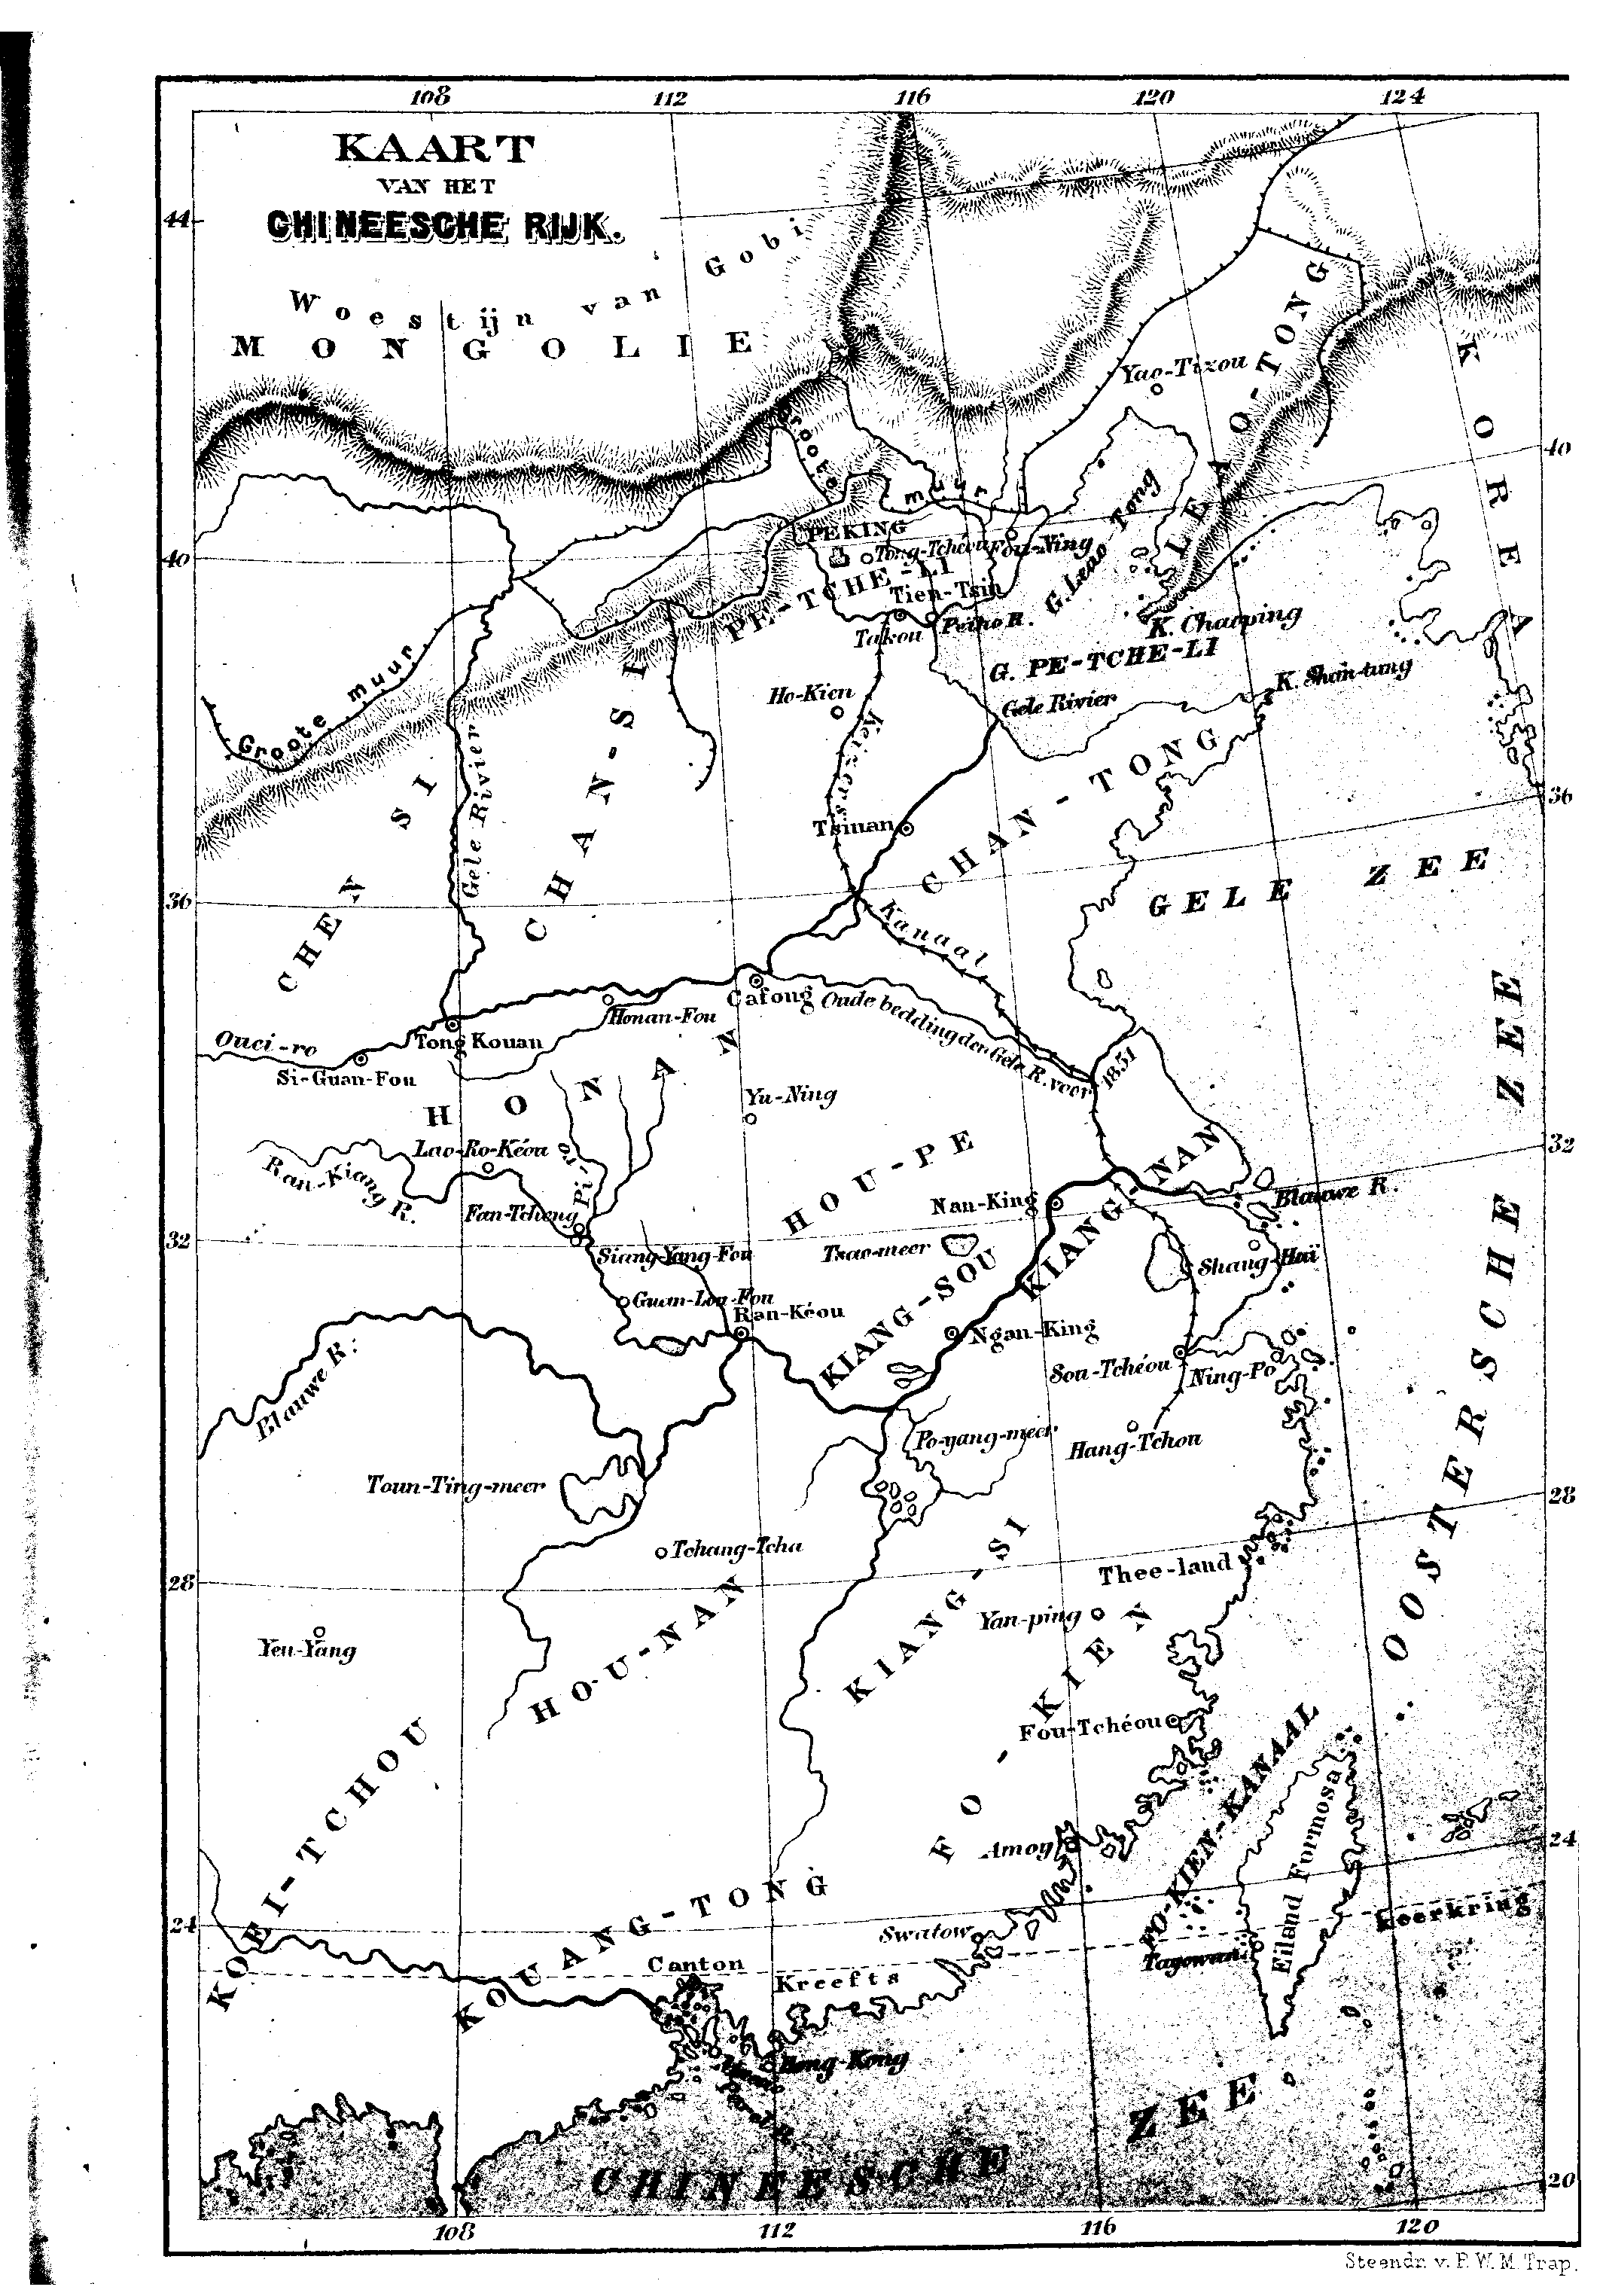 108 112 116 120 124
KAART
VAN HET
CHINEESCHE RIJK.
44
Woestijn van Gobi
MONGOLIE
KOREA
LEAO-TONG
Yao-Tizou
Groote muur
40
40
PEKING
Tong-Tchéou
Fou-Ning
G. Leao Tong
PE-TCHE-LI
Tien-Tsin
Takou
Peiho R.
K. Chaoping
G. PE-TCHE-LI
K. Shan-tung
Groote muur
Ho-Kien
Gele Rivier
Keizers
CHEN SI
Gele Rivier
CHAN-SI
CHAN-TONG
36
Tsinan
36
GELE ZEE
Kanaal
Cafong
Oude bedding der Gele R. voor 1851
Honan-Fou
Ouei-ro
Tong Kouan
Si-Guan-Fou
HONAN
Yu-Ning
Lao-Ro-Kéou
Ran-Kiang R.
Pi-ro
Fan-Tcheng
HOU-PE
32
Nan-King
KIANG-NAN
Blauwe R.
32
Siang-Yang-Fou
Tsao-meer
Shang-Haï
Guan-Lou-Fou
Ran-Kéou
KIANG-SOU
Ngan-King
Blauwe R.
Sou-Tchéou
Ning-Po
Po-yang-meer
Hang-Tchou
Toun-Ting-meer
28
Tchang-Tcha
28
Thee-land
Yan-ping
Yeu-Yang
HOU-NAN
KIANG-SI
FO-KIEN
Fou-Tchéou
OOSTERSCHE ZEE
FO-KIEN-KANAAL
Eiland Formosa
KOEI-TCHOU
Amoy
24
24
KOUANG-TONG
Swatow
Tayowan
Canton
Kreefts
keerkring
Hong-Kong
CHINEESCHE ZEE
20
108 112 116 120
Steendr. v. P. W. M. Trap.